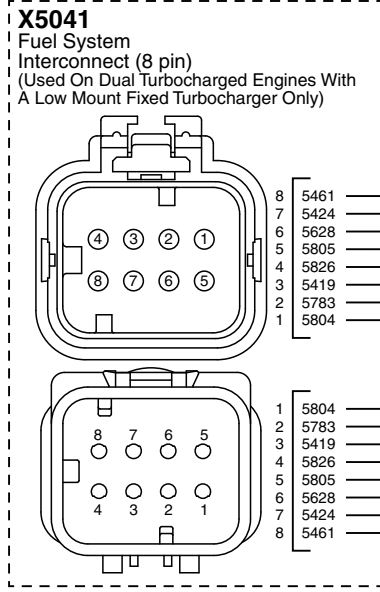 X5041
Fuel System
Interconnect (8 pin)
(Used On Dual Turbocharged Engines With
A Low Mount Fixed Turbocharger Only)
4 3 2 1
8 7 6 5
8 5461
7 5424
6 5628
5 5805
4 5826
3 5419
2 5783
1 5804
8 7 6 5
4 3 2 1
1 5804
2 5783
3 5419
4 5826
5 5805
6 5628
7 5424
8 5461